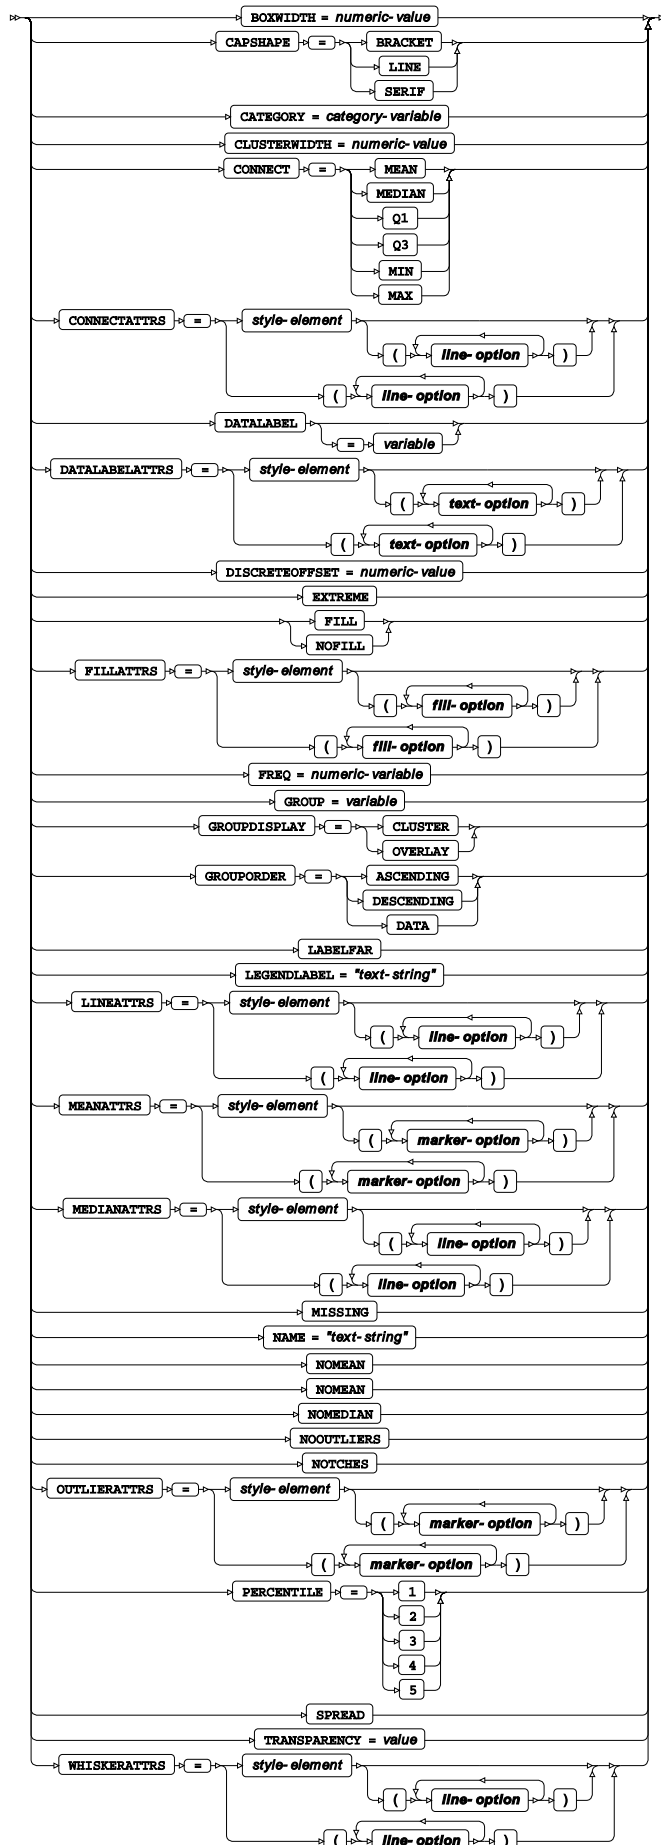 BOXWIDTH = numeric-value
CAPSHAPE = BRACKET
LINE
SERIF
CATEGORY = category-variable
CLUSTERWIDTH = numeric-value
CONNECT = MEAN
MEDIAN
Q1
Q3
MIN
MAX
CONNECTATTRS = style-element
( line-option )
( line-option )
DATALABEL
= variable
DATALABELATTRS = style-element
( text-option )
( text-option )
DISCRETEOFFSET = numeric-value
EXTREME
FILL
NOFILL
FILLATTRS = style-element
( fill-option )
( fill-option )
FREQ = numeric-variable
GROUP = variable
GROUPDISPLAY = CLUSTER
OVERLAY
GROUPORDER = ASCENDING
DESCENDING
DATA
LABELFAR
LEGENDLABEL = "text-string"
LINEATTRS = style-element
( line-option )
( line-option )
MEANATTRS = style-element
( marker-option )
( marker-option )
MEDIANATTRS = style-element
( line-option )
( line-option )
MISSING
NAME = "text-string"
NOMEAN
NOMEAN
NOMEDIAN
NOOUTLIERS
NOTCHES
OUTLIERATTRS = style-element
( marker-option )
( marker-option )
PERCENTILE = 1
2
3
4
5
SPREAD
TRANSPARENCY = value
WHISKERATTRS = style-element
( line-option )
( line-option )